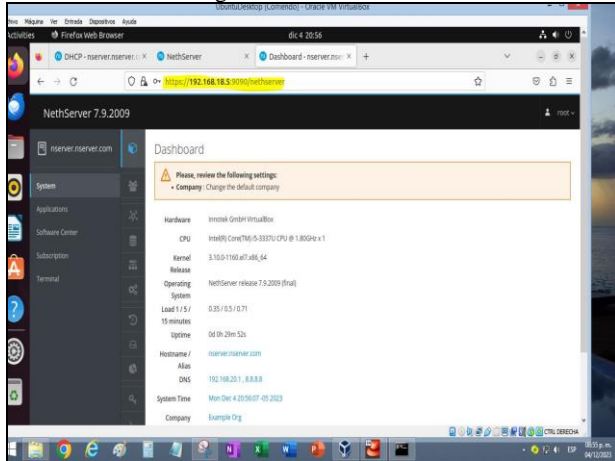 UbuntuDesktop [Corriendo] - Oracle VM VirtualBox
Máquina Ver Entrada Dispositivos Ayuda
Activities Firefox Web Browser dic 4 20:56
DHCP - nserver.nserver.c × NethServer × Dashboard - nserver.nser × +
https://192.168.18.5:9090/nethserver
NethServer 7.9.2009 root
nserver.nserver.com
System
Applications
Software Center
Subscription
Terminal
Dashboard
Please, review the following settings:
• Company: Change the default company
Hardware innotek GmbH VirtualBox
CPU Intel(R) Core(TM) i5-3337U CPU @ 1.80GHz x 1
Kernel Release 3.10.0-1160.el7.x86_64
Operating System NethServer release 7.9.2009 (final)
Load 1 / 5 / 15 minutes 0.35 / 0.5 / 0.71
Uptime 0d 0h 29m 52s
Hostname / Alias nserver.nserver.com
DNS 192.168.20.1 , 8.8.8.8
System Time Mon Dec 4 20:56:07 -05 2023
Company Example Org
CTRL DERECHA
ESP 08:55 p.m.
04/12/2023